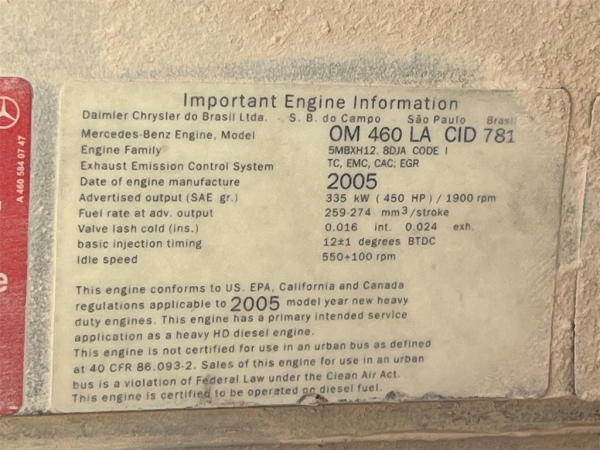 Important Engine Information
Daimler Chrysler do Brasil Ltda. - S. B. do Campo - São Paulo - Brasil
Mercedes-Benz Engine, Model OM 460 LA CID 781
Engine Family 5MBXH12. 8DJA CODE I
Exhaust Emission Control System TC, EMC, CAC, EGR
Date of engine manufacture 2005
Advertised output (SAE gr.) 335 kW ( 450 HP ) / 1900 rpm
Fuel rate at adv. output 259-274 mm³/stroke
Valve lash cold (ins.) 0.016 int. 0.024 exh.
basic injection timing 12±1 degrees BTDC
Idle speed 550+100 rpm
This engine conforms to US. EPA, California and Canada
regulations applicable to 2005 model year new heavy
duty engines. This engine has a primary intended service
application as a heavy HD diesel engine.
This engine is not certified for use in an urban bus as defined
at 40 CFR 86.093-2. Sales of this engine for use in an urban
bus is a violation of Federal Law under the Clean Air Act.
This engine is certified to be operated on diesel fuel.
A 460 584 07 47